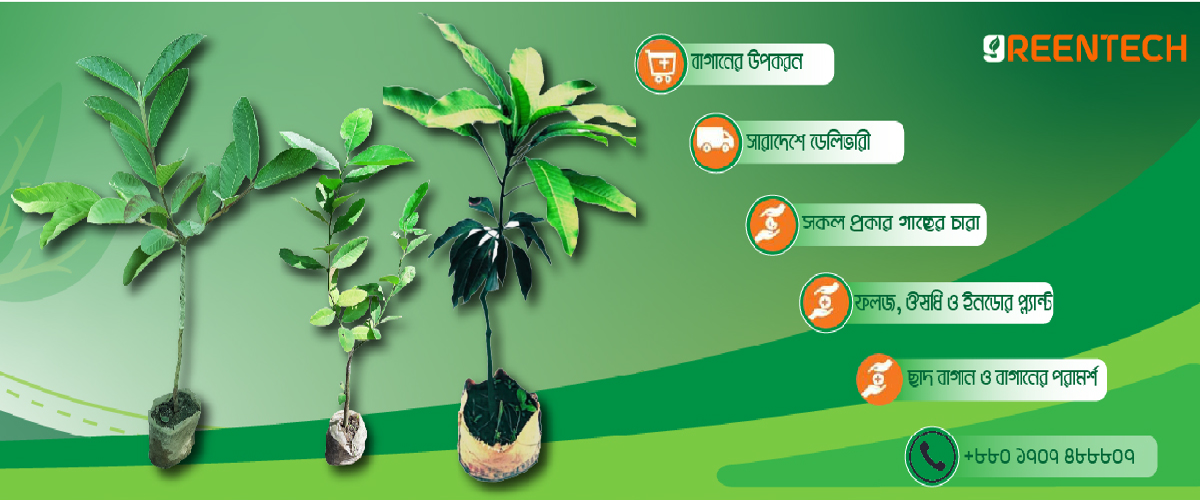 GREENTECH
বাগানের উপকরন
সারাদেশে ডেলিভারী
সকল প্রকার গাছের চারা
ফলজ, ঔষধি ও ইনডোর প্ল্যান্ট
ছাদ বাগান ও বাগানের পরামর্শ
+৮৮০ ১৭০৭ ৪৮৮৮০৭